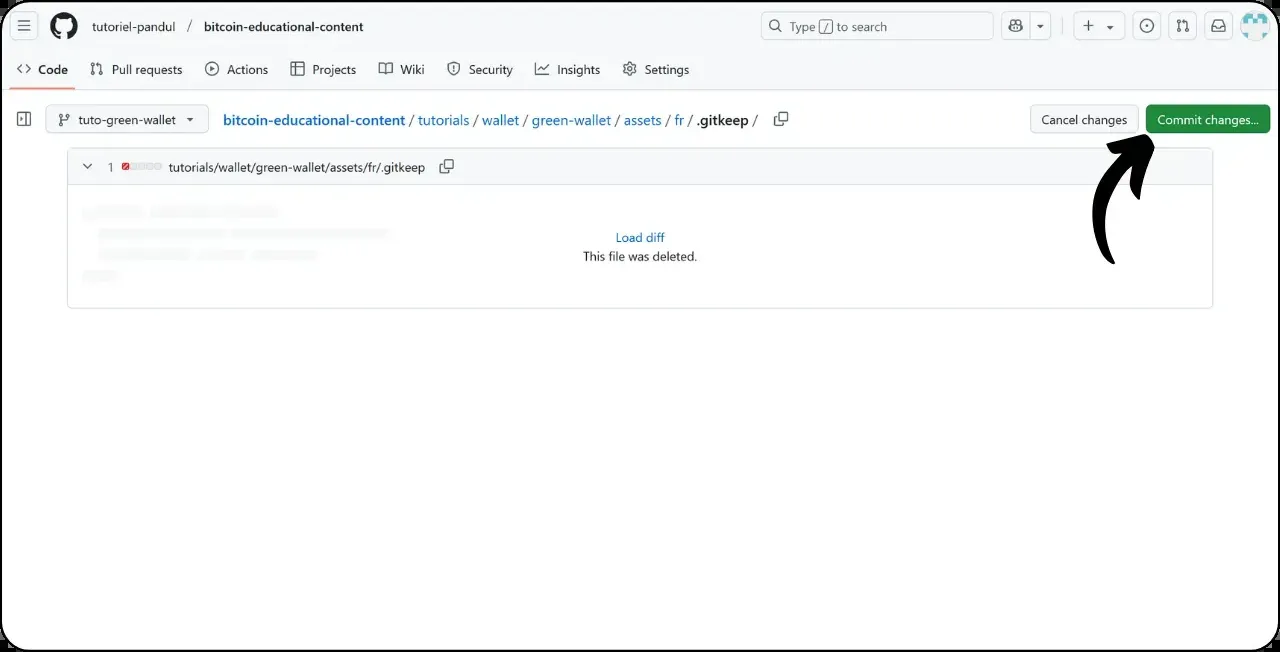 tutoriel-pandul / bitcoin-educational-content Type / to search
Code Pull requests Actions Projects Wiki Security Insights Settings
tuto-green-wallet bitcoin-educational-content / tutorials / wallet / green-wallet / assets / fr / .gitkeep / Cancel changes Commit changes...
1 tutorials/wallet/green-wallet/assets/fr/.gitkeep
Load diff
This file was deleted.